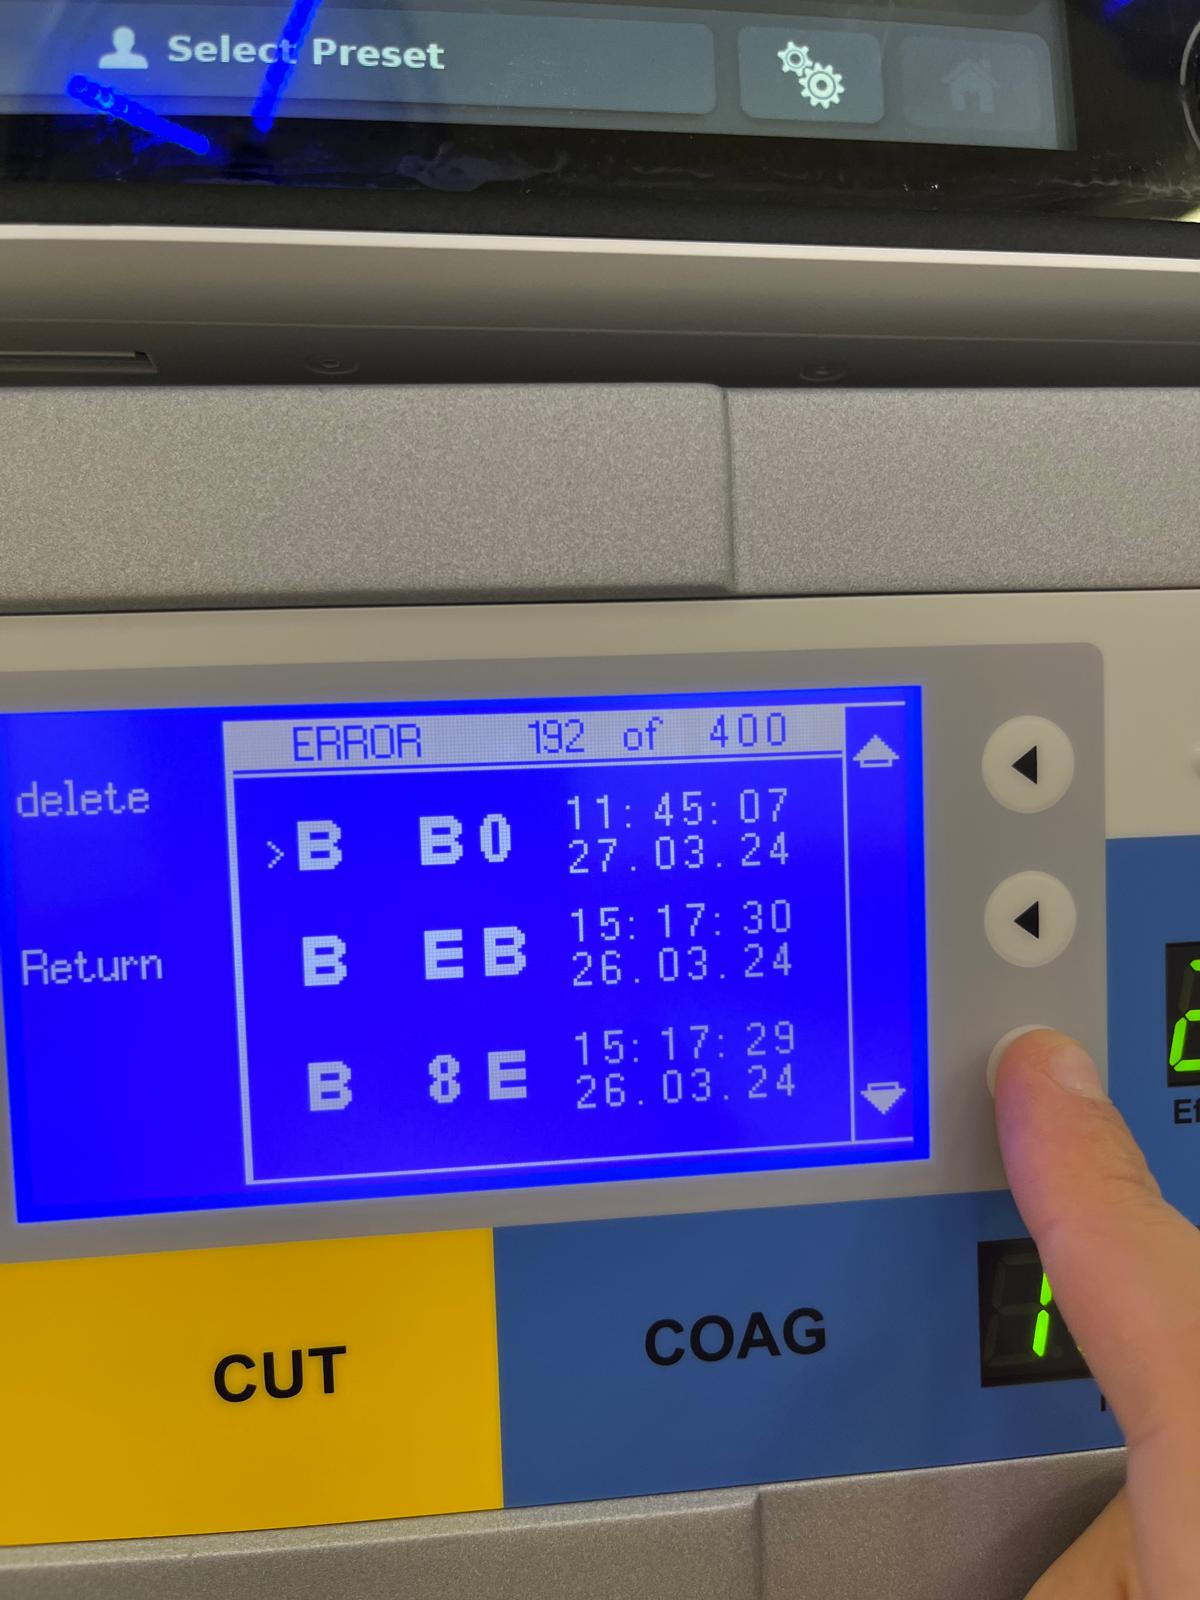 Select Preset
ERROR 192 of 400
delete
>B B0 11:45:07
27.03.24
Return
B EB 15:17:30
26.03.24
B 8E 15:17:29
26.03.24
CUT
COAG